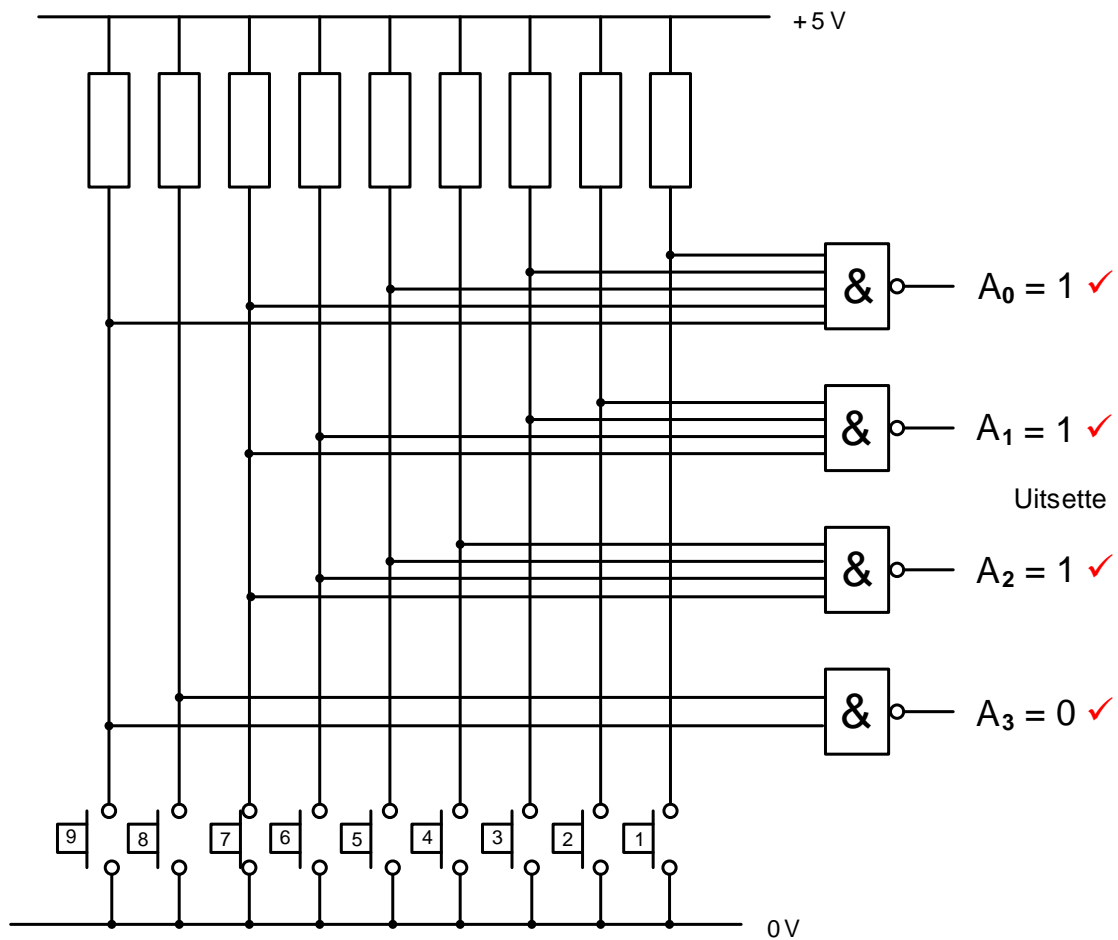 +5 V
& A0 = 1 ✓
& A1 = 1 ✓
Uitsette
& A2 = 1 ✓
& A3 = 0 ✓
9 8 7 6 5 4 3 2 1
0 V